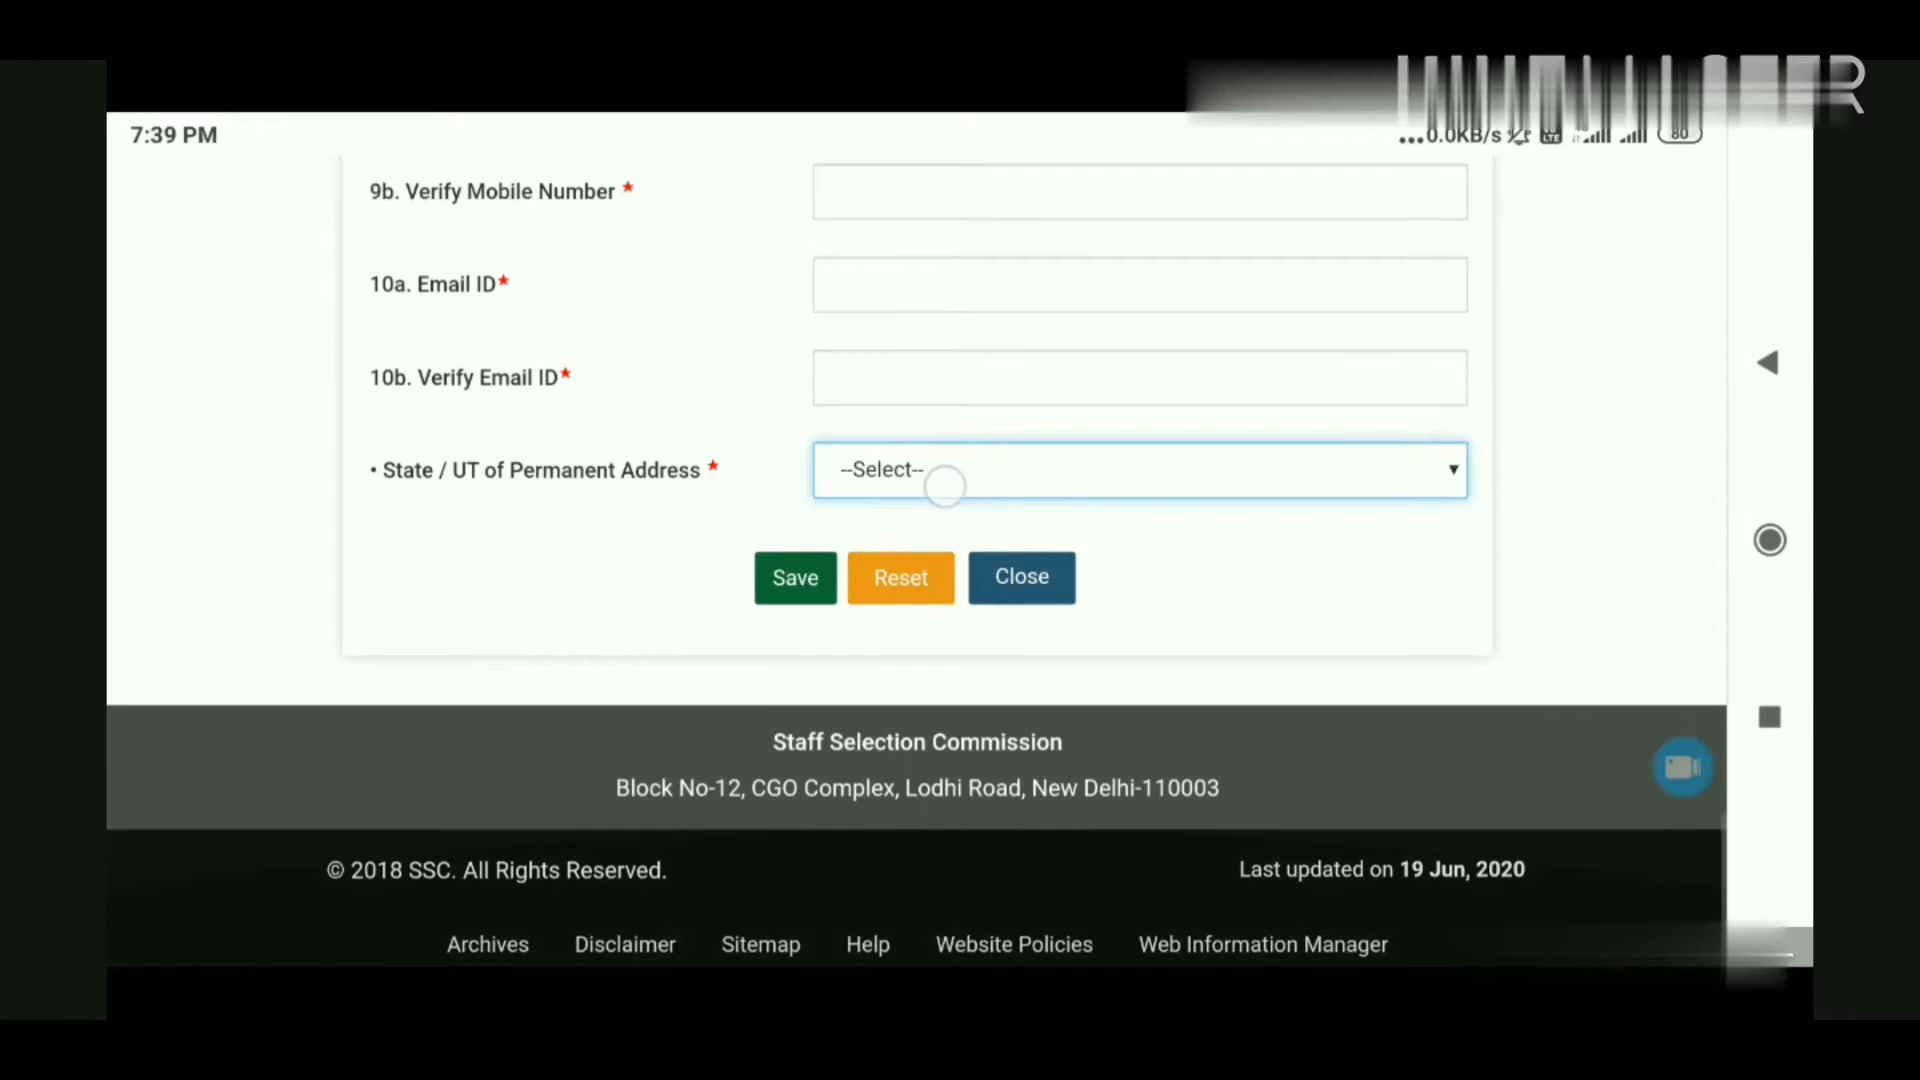 7:39 PM
...0.0KB/s
80
9b. Verify Mobile Number *
10a. Email ID*
10b. Verify Email ID*
• State / UT of Permanent Address *
--Select--
Save Reset Close
Staff Selection Commission
Block No-12, CGO Complex, Lodhi Road, New Delhi-110003
© 2018 SSC. All Rights Reserved.
Last updated on 19 Jun, 2020
Archives Disclaimer Sitemap Help Website Policies Web Information Manager